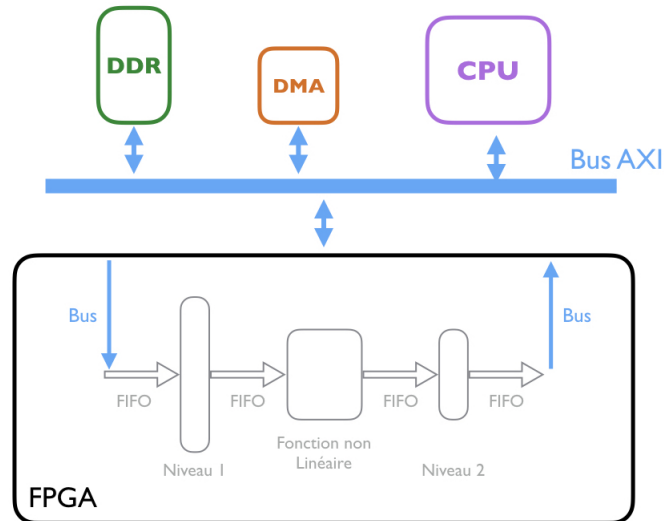 DDR
DMA
CPU
Bus AXI
Bus
Bus
FIFO
FIFO
FIFO
FIFO
Fonction non
Linéaire
Niveau 1
Niveau 2
FPGA